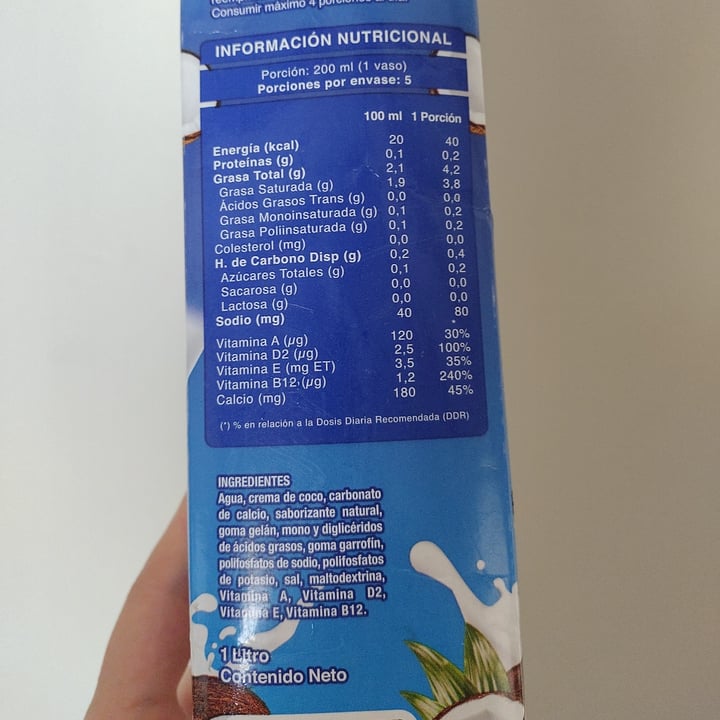 Consumir máximo 4 porciones al día.
INFORMACIÓN NUTRICIONAL
Porción: 200 ml (1 vaso)
Porciones por envase: 5
100 ml 1 Porción
Energía (kcal) 20 40
Proteínas (g) 0,1 0,2
Grasa Total (g) 2,1 4,2
Grasa Saturada (g) 1,9 3,8
Ácidos Grasos Trans (g) 0,0 0,0
Grasa Monoinsaturada (g) 0,1 0,2
Grasa Poliinsaturada (g) 0,1 0,2
Colesterol (mg) 0,0 0,0
H. de Carbono Disp (g) 0,2 0,4
Azúcares Totales (g) 0,1 0,2
Sacarosa (g) 0,0 0,0
Lactosa (g) 0,0 0,0
Sodio (mg) 40 80
*
Vitamina A (µg) 120 30%
Vitamina D2 (µg) 2,5 100%
Vitamina E (mg ET) 3,5 35%
Vitamina B12 (µg) 1,2 240%
Calcio (mg) 180 45%
(*) % en relación a la Dosis Diaria Recomendada (DDR)
INGREDIENTES
Agua, crema de coco, carbonato
de calcio, saborizante natural,
goma gelán, mono y diglicéridos
de ácidos grasos, goma garrofín,
polifosfatos de sodio, polifosfatos
de potasio, sal, maltodextrina,
Vitamina A, Vitamina D2,
Vitamina E, Vitamina B12.
1 Litro
Contenido Neto